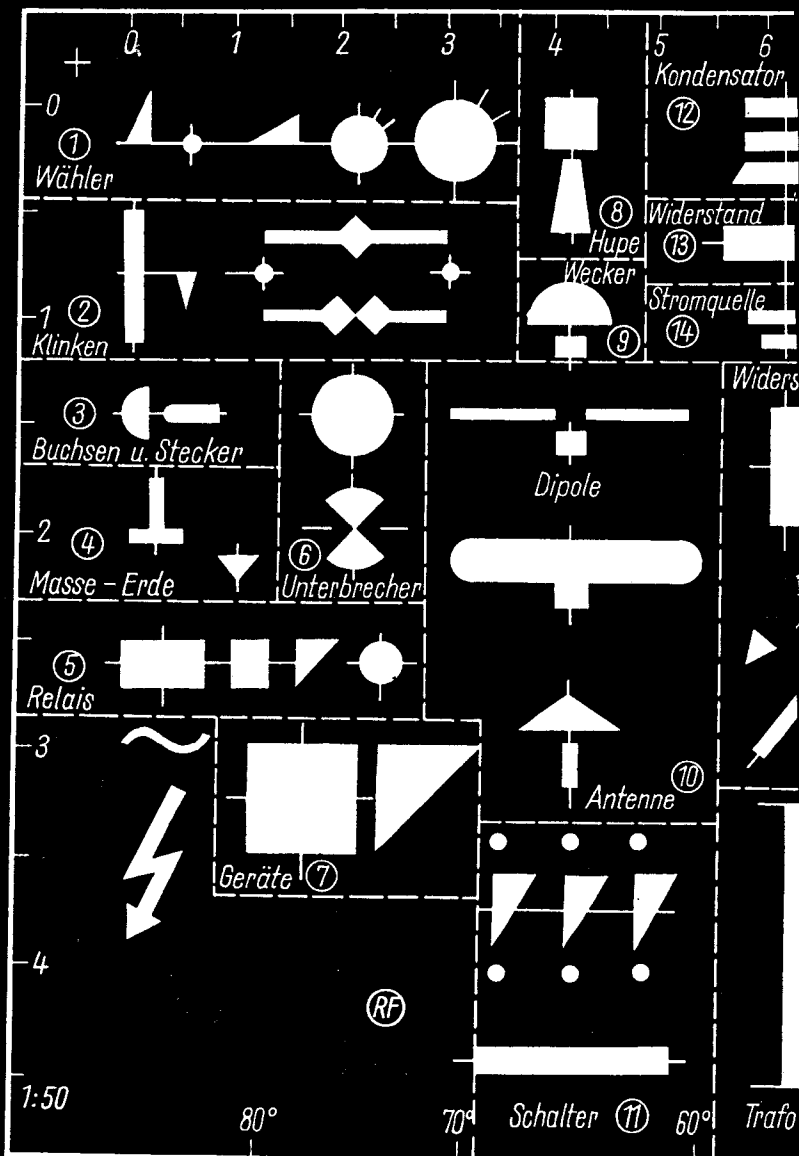 0 1 2 3 4 5 6
0
① Wähler
② Klinken
1
③ Buchsen u. Stecker
④ Masse-Erde
2
⑤ Relais
⑥ Unterbrecher
3
⑦ Geräte
4
⑧ Hupe
Wecker ⑨
Dipole
Antenne ⑩
Schalter ⑪
Kondensator ⑫
Widerstand ⑬
Stromquelle ⑭
Widers
Trafo
RF
1:50
80° 70° 60°